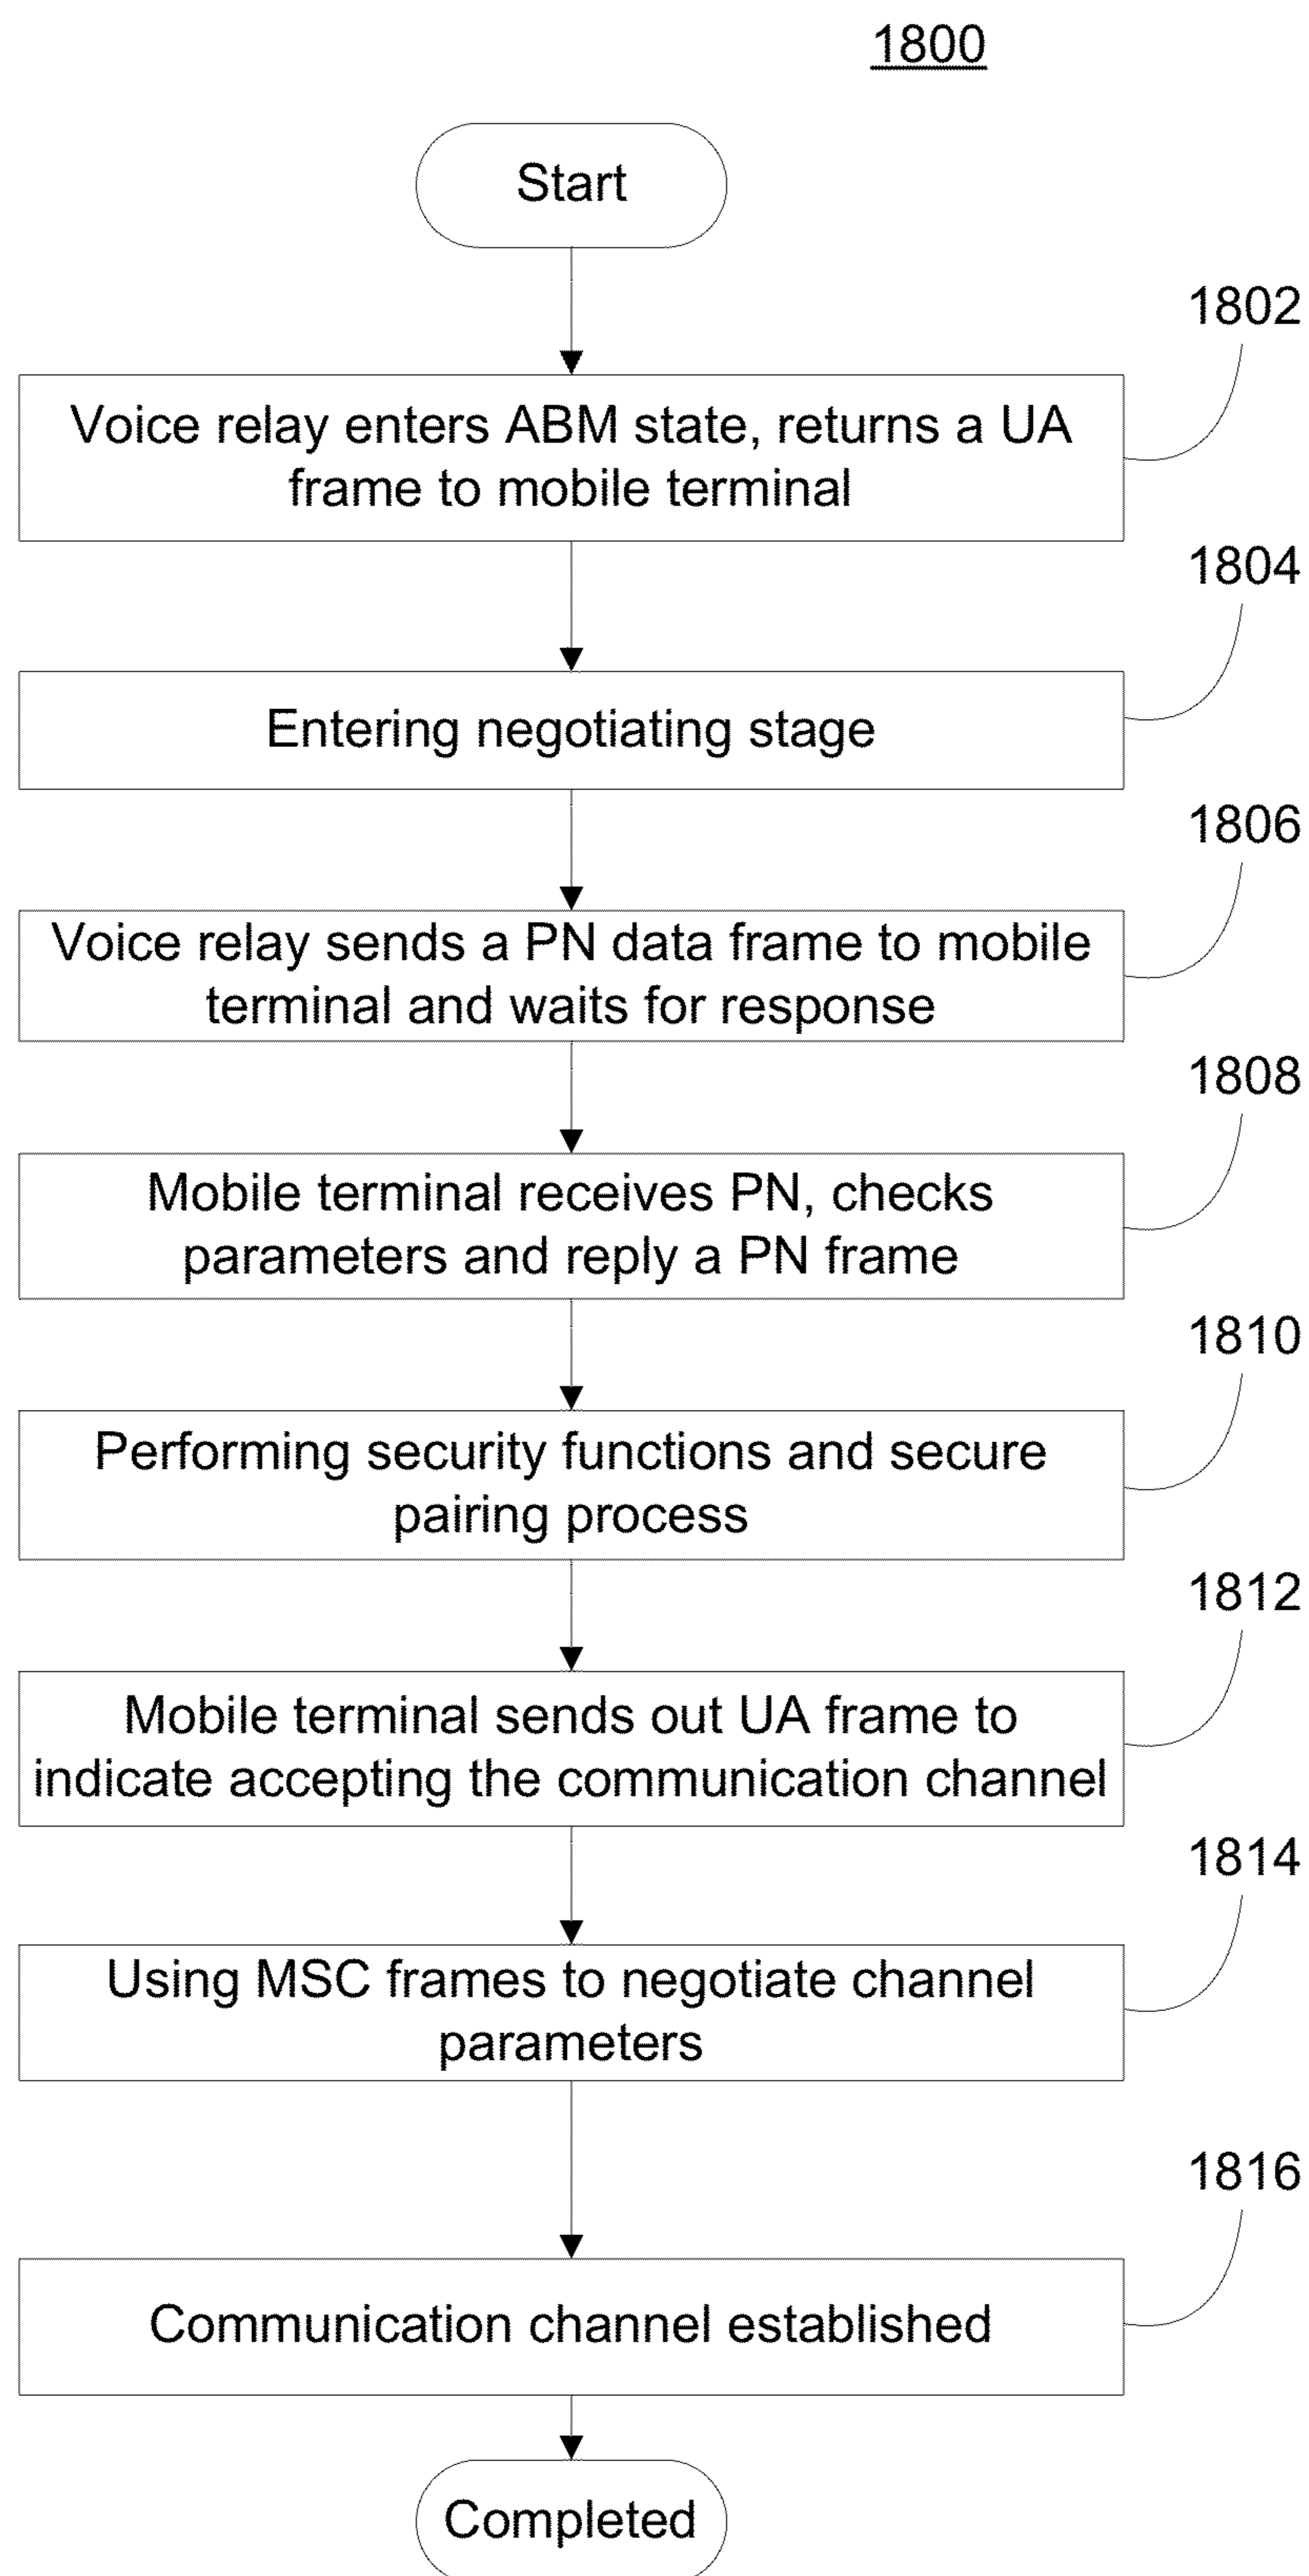 1800
Start
1802
Voice relay enters ABM state, returns a UA
frame to mobile terminal
1804
Entering negotiating stage
1806
Voice relay sends a PN data frame to mobile
terminal and waits for response
1808
Mobile terminal receives PN, checks
parameters and reply a PN frame
1810
Performing security functions and secure
pairing process
1812
Mobile terminal sends out UA frame to
indicate accepting the communication channel
1814
Using MSC frames to negotiate channel
parameters
1816
Communication channel established
Completed